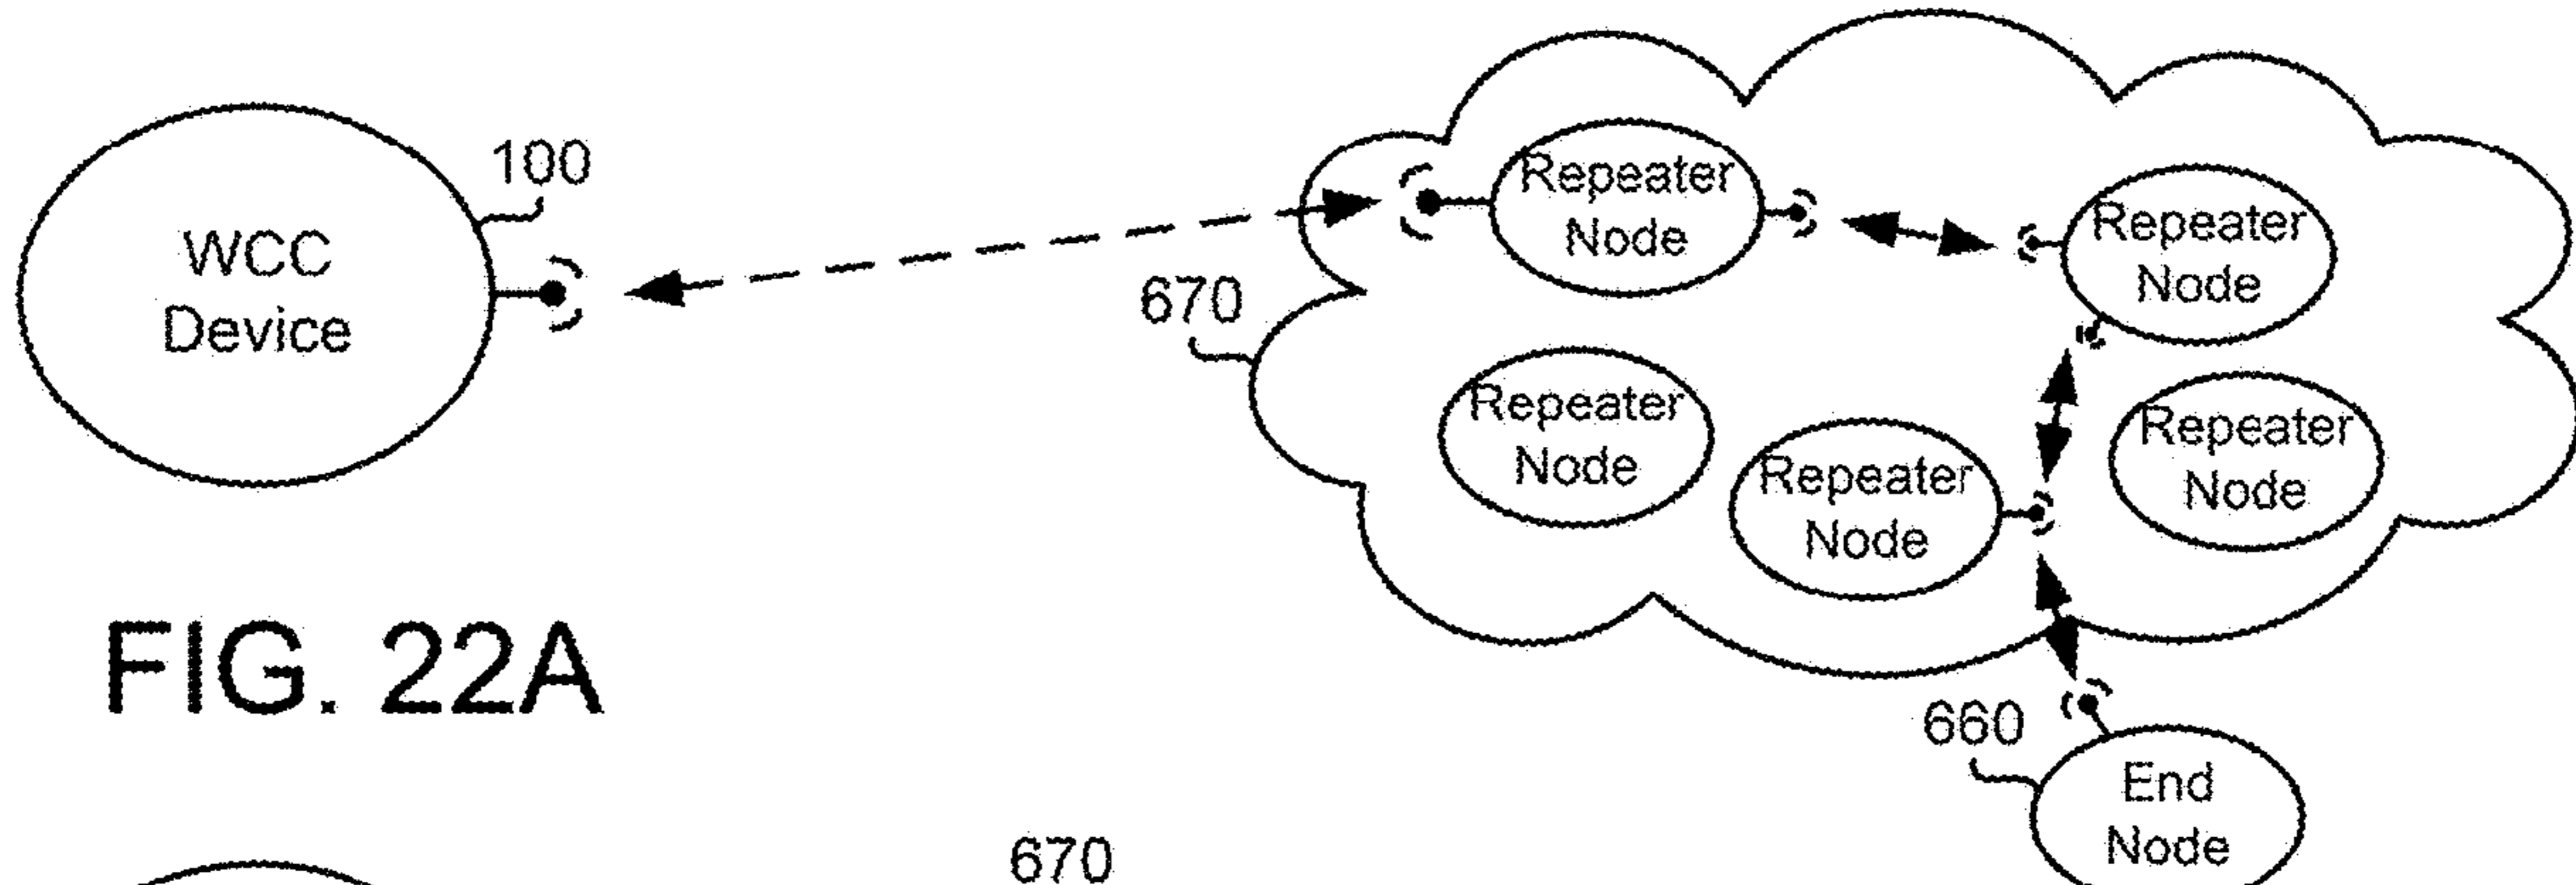 100
WCC
Device
670
Repeater
Node
Repeater
Node
Repeater
Node
Repeater
Node
Repeater
Node
FIG. 22A
660
End
Node
670